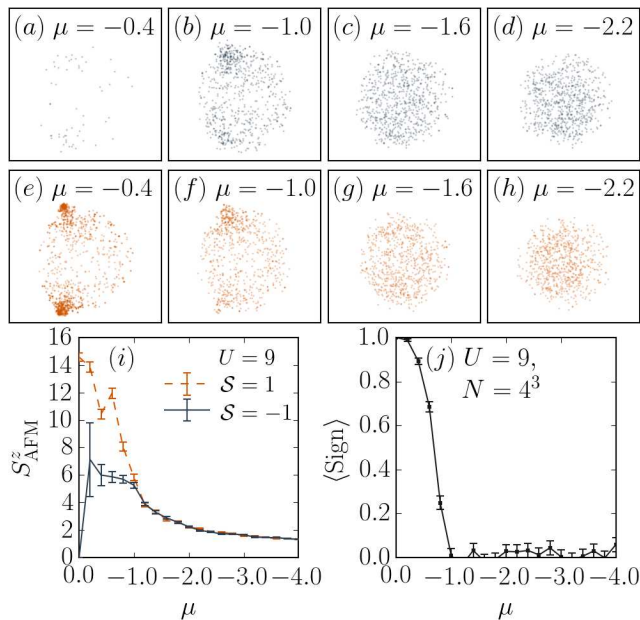 (a) μ = −0.4
(b) μ = −1.0
(c) μ = −1.6
(d) μ = −2.2
(e) μ = −0.4
(f) μ = −1.0
(g) μ = −1.6
(h) μ = −2.2
16
14
12
10
8
6
4
2
0
S^z_AFM
(i)
U = 9
𝒮 = 1
𝒮 = −1
0.0 −1.0 −2.0 −3.0 −4.0
μ
1.0
0.8
0.6
0.4
0.2
0.0
⟨Sign⟩
(j) U = 9,
N = 4³
0.0 −1.0 −2.0 −3.0 −4.0
μ